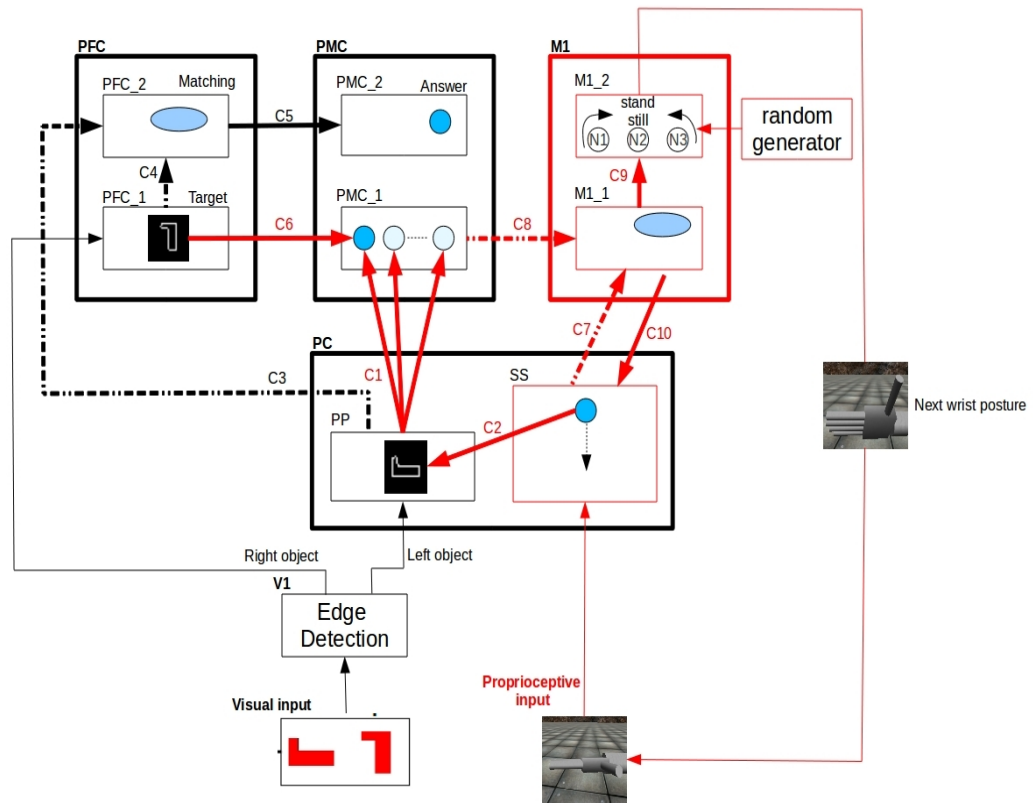 PFC
PMC
M1
PFC_2
Matching
PMC_2
Answer
M1_2
stand
still
N1
N2
N3
random
generator
C5
C4
C9
PFC_1
Target
PMC_1
M1_1
C6
C8
C7
C10
PC
C3
C1
SS
C2
PP
Next wrist posture
Right object
Left object
V1
Edge
Detection
Proprioceptive
input
Visual input